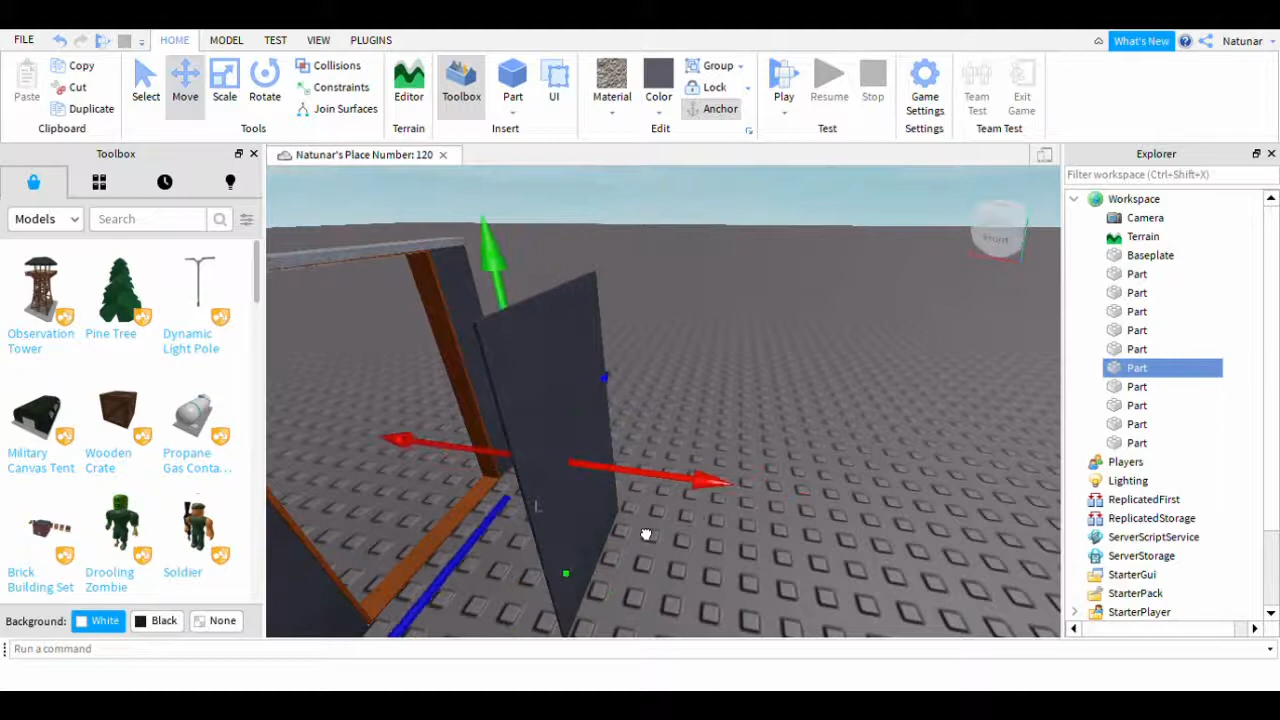 FILE HOME MODEL TEST VIEW PLUGINS What's New Natunar
Paste Copy Cut Duplicate Clipboard
Select Move Scale Rotate Collisions Constraints Join Surfaces Tools
Editor Terrain
Toolbox Part UI Insert
Material Color Group Lock Anchor Edit
Play Resume Stop Test
Game Settings Settings
Team Test Exit Game Team Test
Toolbox
Natunar's Place Number: 120
Explorer
Filter workspace (Ctrl+Shift+X)
Models Search
Observation Tower
Pine Tree
Dynamic Light Pole
Military Canvas Tent
Wooden Crate
Propane Gas Conta...
Brick Building Set
Drooling Zombie
Soldier
Background: White Black None
Front
Workspace
Camera
Terrain
Baseplate
Part
Part
Part
Part
Part
Part
Part
Part
Part
Part
Players
Lighting
ReplicatedFirst
ReplicatedStorage
ServerScriptService
ServerStorage
StarterGui
StarterPack
StarterPlayer
Run a command